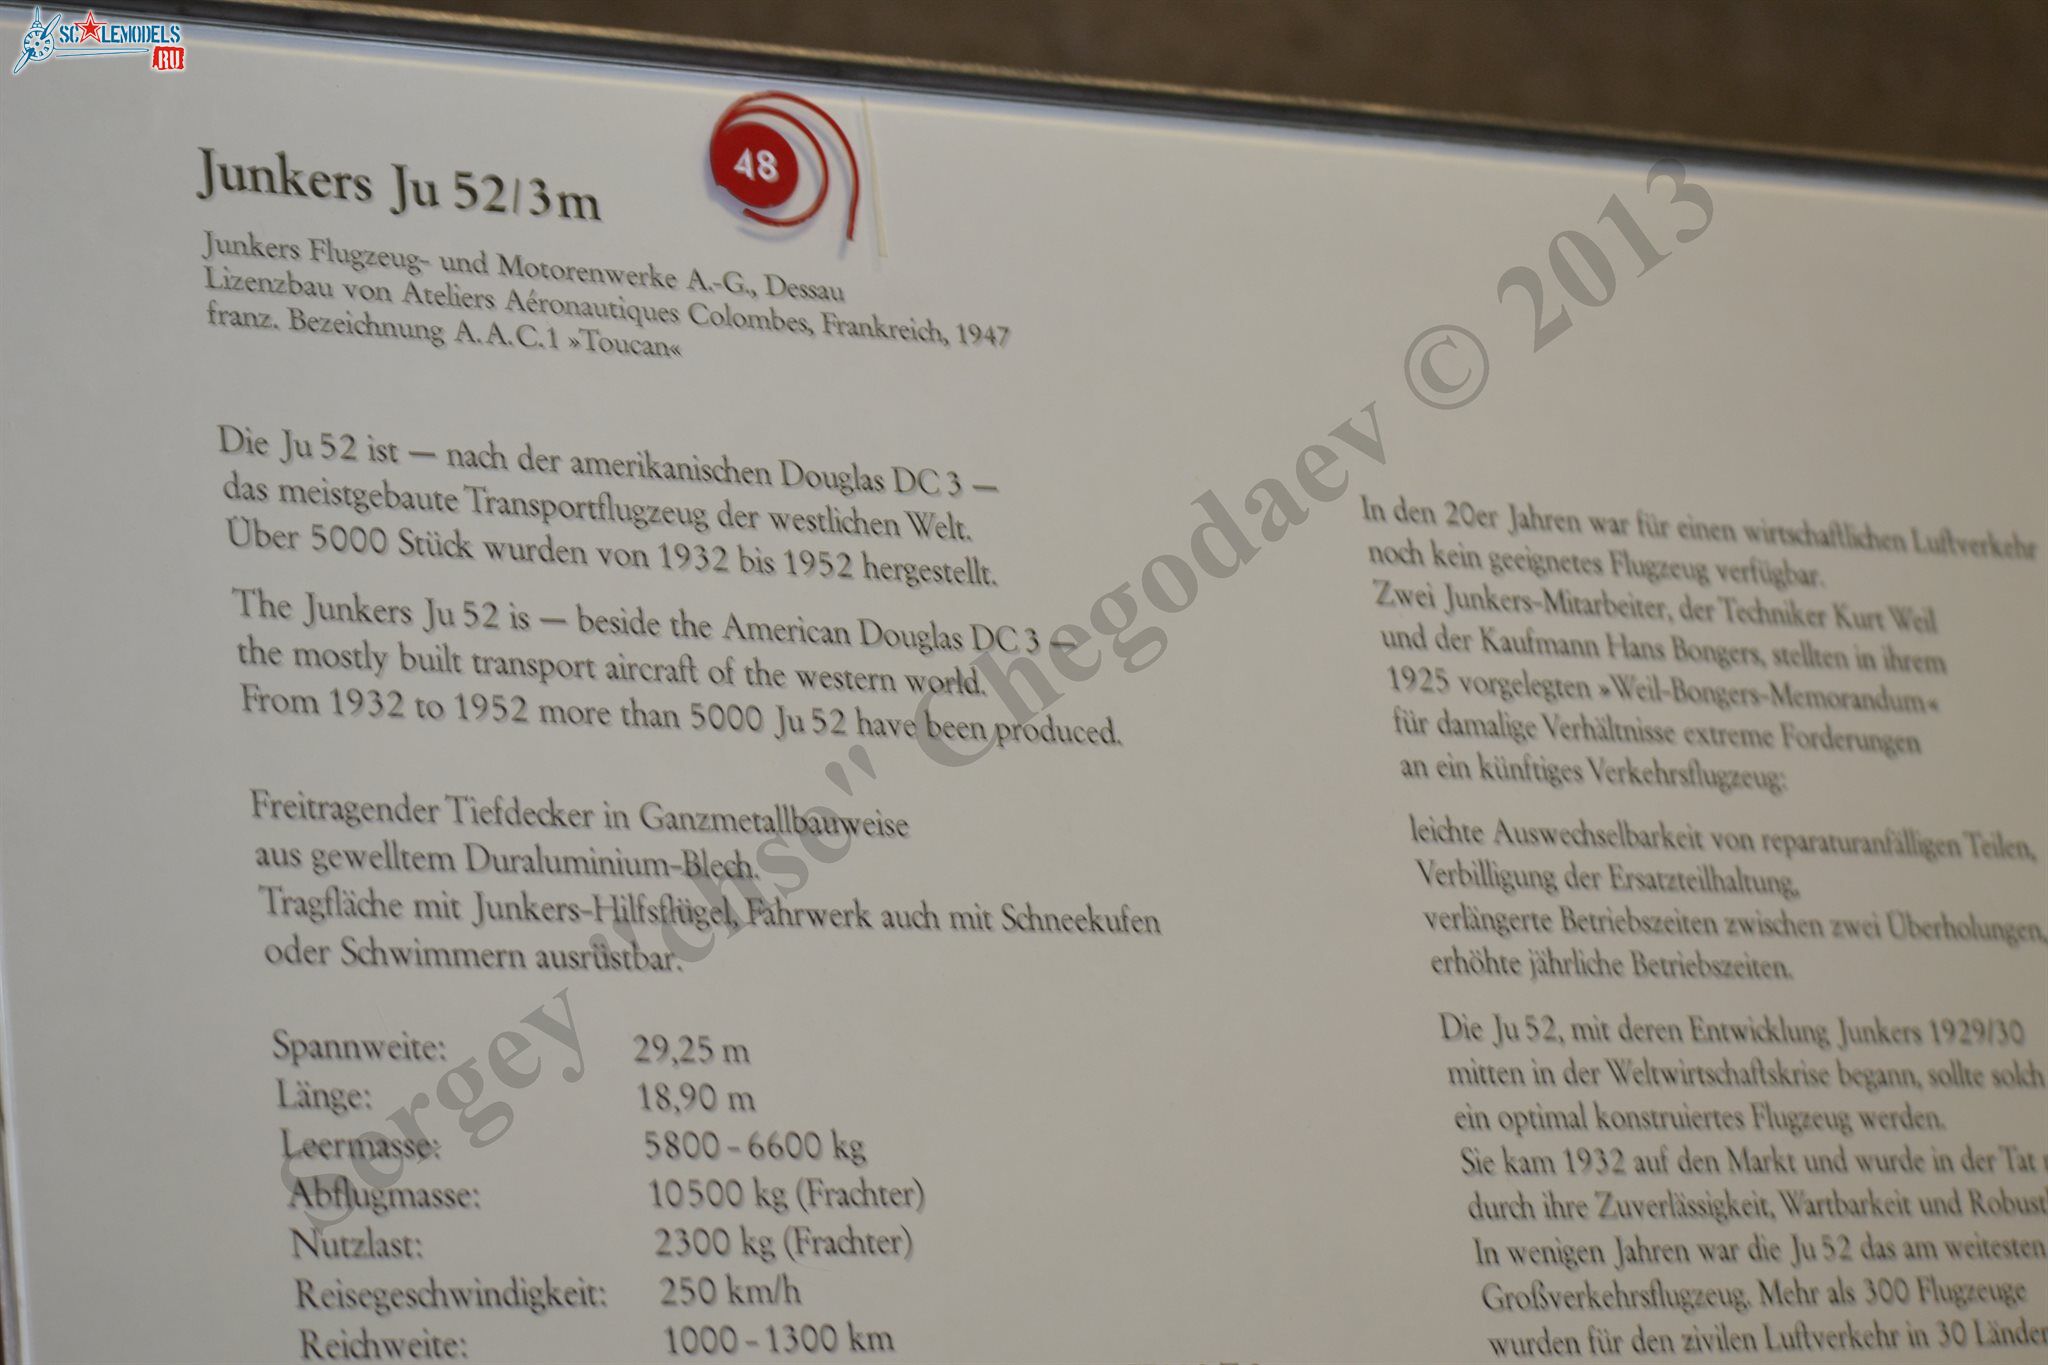 SCALEMODELS
RU
48
Junkers Ju 52/3m
Junkers Flugzeug- und Motorenwerke A.-G., Dessau
Lizenzbau von Ateliers Aéronautiques Colombes, Frankreich, 1947
franz. Bezeichnung A.A.C.1 »Toucan«
Die Ju 52 ist — nach der amerikanischen Douglas DC 3 —
das meistgebaute Transportflugzeug der westlichen Welt.
Über 5000 Stück wurden von 1932 bis 1952 hergestellt.
The Junkers Ju 52 is — beside the American Douglas DC 3 —
the mostly built transport aircraft of the western world.
From 1932 to 1952 more than 5000 Ju 52 have been produced.
Freitragender Tiefdecker in Ganzmetallbauweise
aus gewelltem Duraluminium-Blech.
Tragfläche mit Junkers-Hilfsflügel, Fahrwerk auch mit Schneekufen
oder Schwimmern ausrüstbar.
Spannweite: 29,25 m
Länge: 18,90 m
Leermasse: 5800 - 6600 kg
Abflugmasse: 10500 kg (Frachter)
Nutzlast: 2300 kg (Frachter)
Reisegeschwindigkeit: 250 km/h
Reichweite: 1000 - 1300 km
In den 20er Jahren war für einen wirtschaftlichen Luftverkehr
noch kein geeignetes Flugzeug verfügbar.
Zwei Junkers-Mitarbeiter, der Techniker Kurt Weil
und der Kaufmann Hans Bongers, stellten in ihrem
1925 vorgelegten »Weil-Bongers-Memorandum«
für damalige Verhältnisse extreme Forderungen
an ein künftiges Verkehrsflugzeug:
leichte Auswechselbarkeit von reparaturanfälligen Teilen,
Verbilligung der Ersatzteilhaltung,
verlängerte Betriebszeiten zwischen zwei Überholungen,
erhöhte jährliche Betriebszeiten.
Die Ju 52, mit deren Entwicklung Junkers 1929/30
mitten in der Weltwirtschaftskrise begann, sollte solch
ein optimal konstruiertes Flugzeug werden.
Sie kam 1932 auf den Markt und wurde in der Tat
durch ihre Zuverlässigkeit, Wartbarkeit und Robust
In wenigen Jahren war die Ju 52 das am weitesten
Großverkehrsflugzeug. Mehr als 300 Flugzeuge
wurden für den zivilen Luftverkehr in 30 Länder
Sergey "chso" Chegodaev © 2013